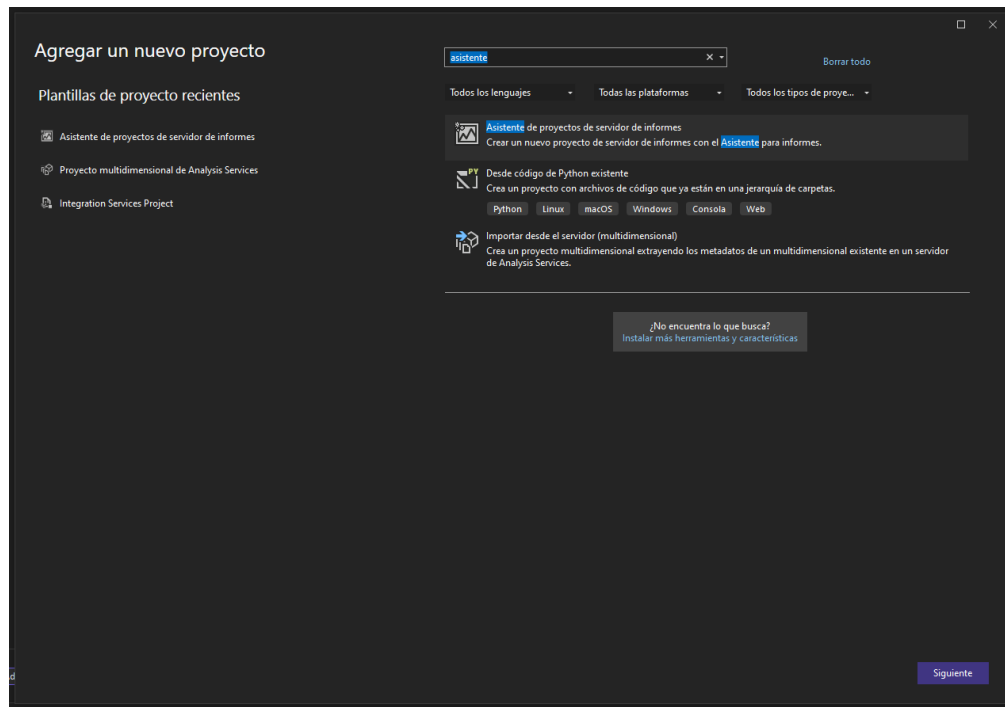 Agregar un nuevo proyecto
Plantillas de proyecto recientes
Asistente de proyectos de servidor de informes
Proyecto multidimensional de Analysis Services
Integration Services Project
asistente
Borrar todo
Todos los lenguajes
Todas las plataformas
Todos los tipos de proye...
Asistente de proyectos de servidor de informes
Crear un nuevo proyecto de servidor de informes con el Asistente para informes.
PY
Desde código de Python existente
Crea un proyecto con archivos de código que ya están en una jerarquía de carpetas.
Python Linux macOS Windows Consola Web
Importar desde el servidor (multidimensional)
Crea un proyecto multidimensional extrayendo los metadatos de un multidimensional existente en un servidor
de Analysis Services.
¿No encuentra lo que busca?
Instalar más herramientas y características
Siguiente